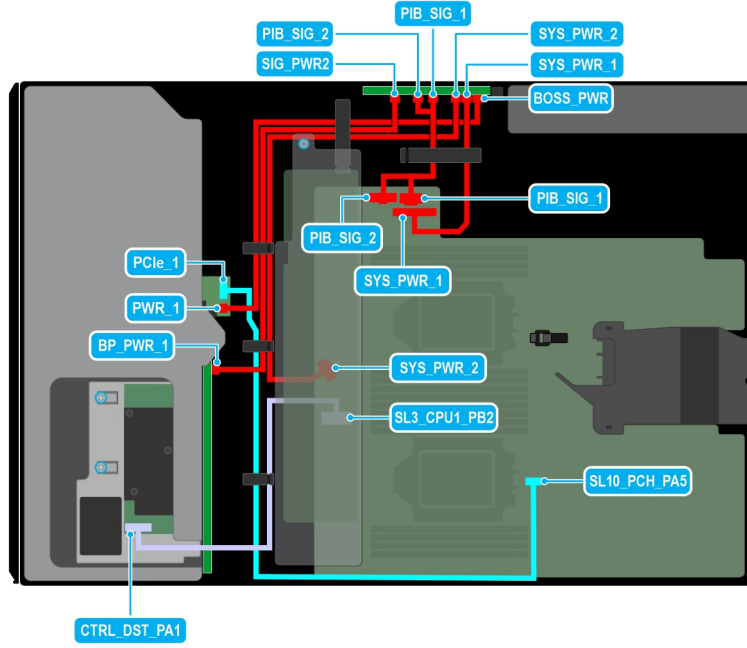 PIB_SIG_1
PIB_SIG_2
SYS_PWR_2
SIG_PWR2
SYS_PWR_1
BOSS_PWR
PIB_SIG_1
PIB_SIG_2
PCIe_1
SYS_PWR_1
PWR_1
BP_PWR_1
SYS_PWR_2
SL3_CPU1_PB2
SL10_PCH_PA5
CTRL_DST_PA1